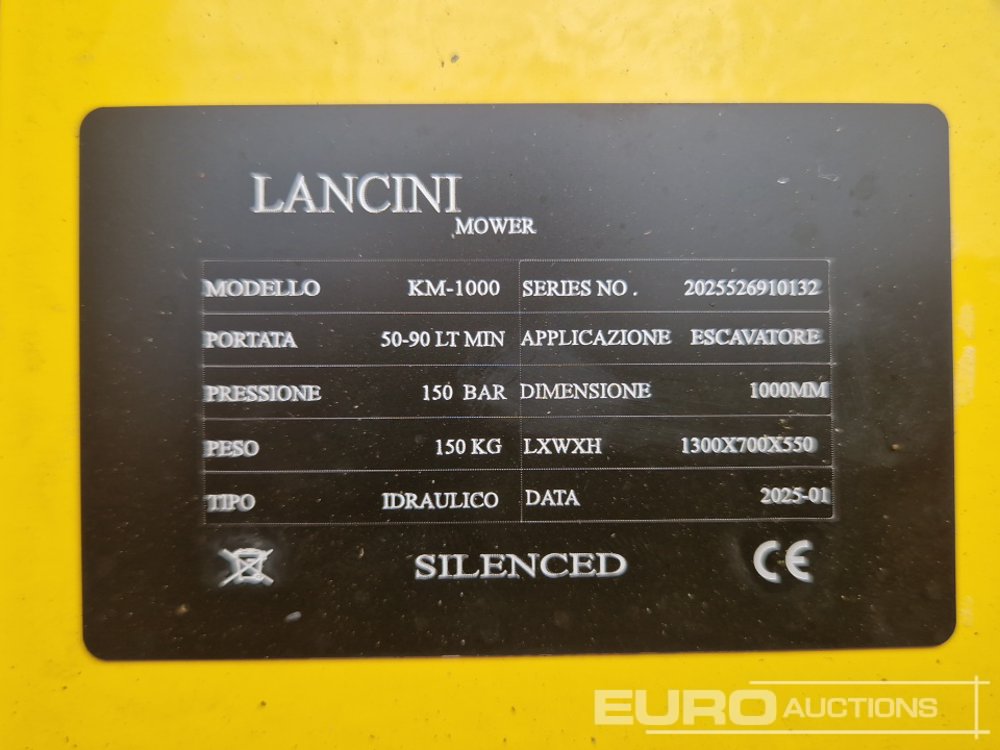 LANCINI
MOWER
MODELLO KM-1000 SERIES NO . 2025526910132
PORTATA 50-90 LT MIN APPLICAZIONE ESCAVATORE
PRESSIONE 150 BAR DIMENSIONE 1000MM
PESO 150 KG LXWXH 1300X700X550
TIPO IDRAULICO DATA 2025-01
SILENCED CE
EURO AUCTIONS